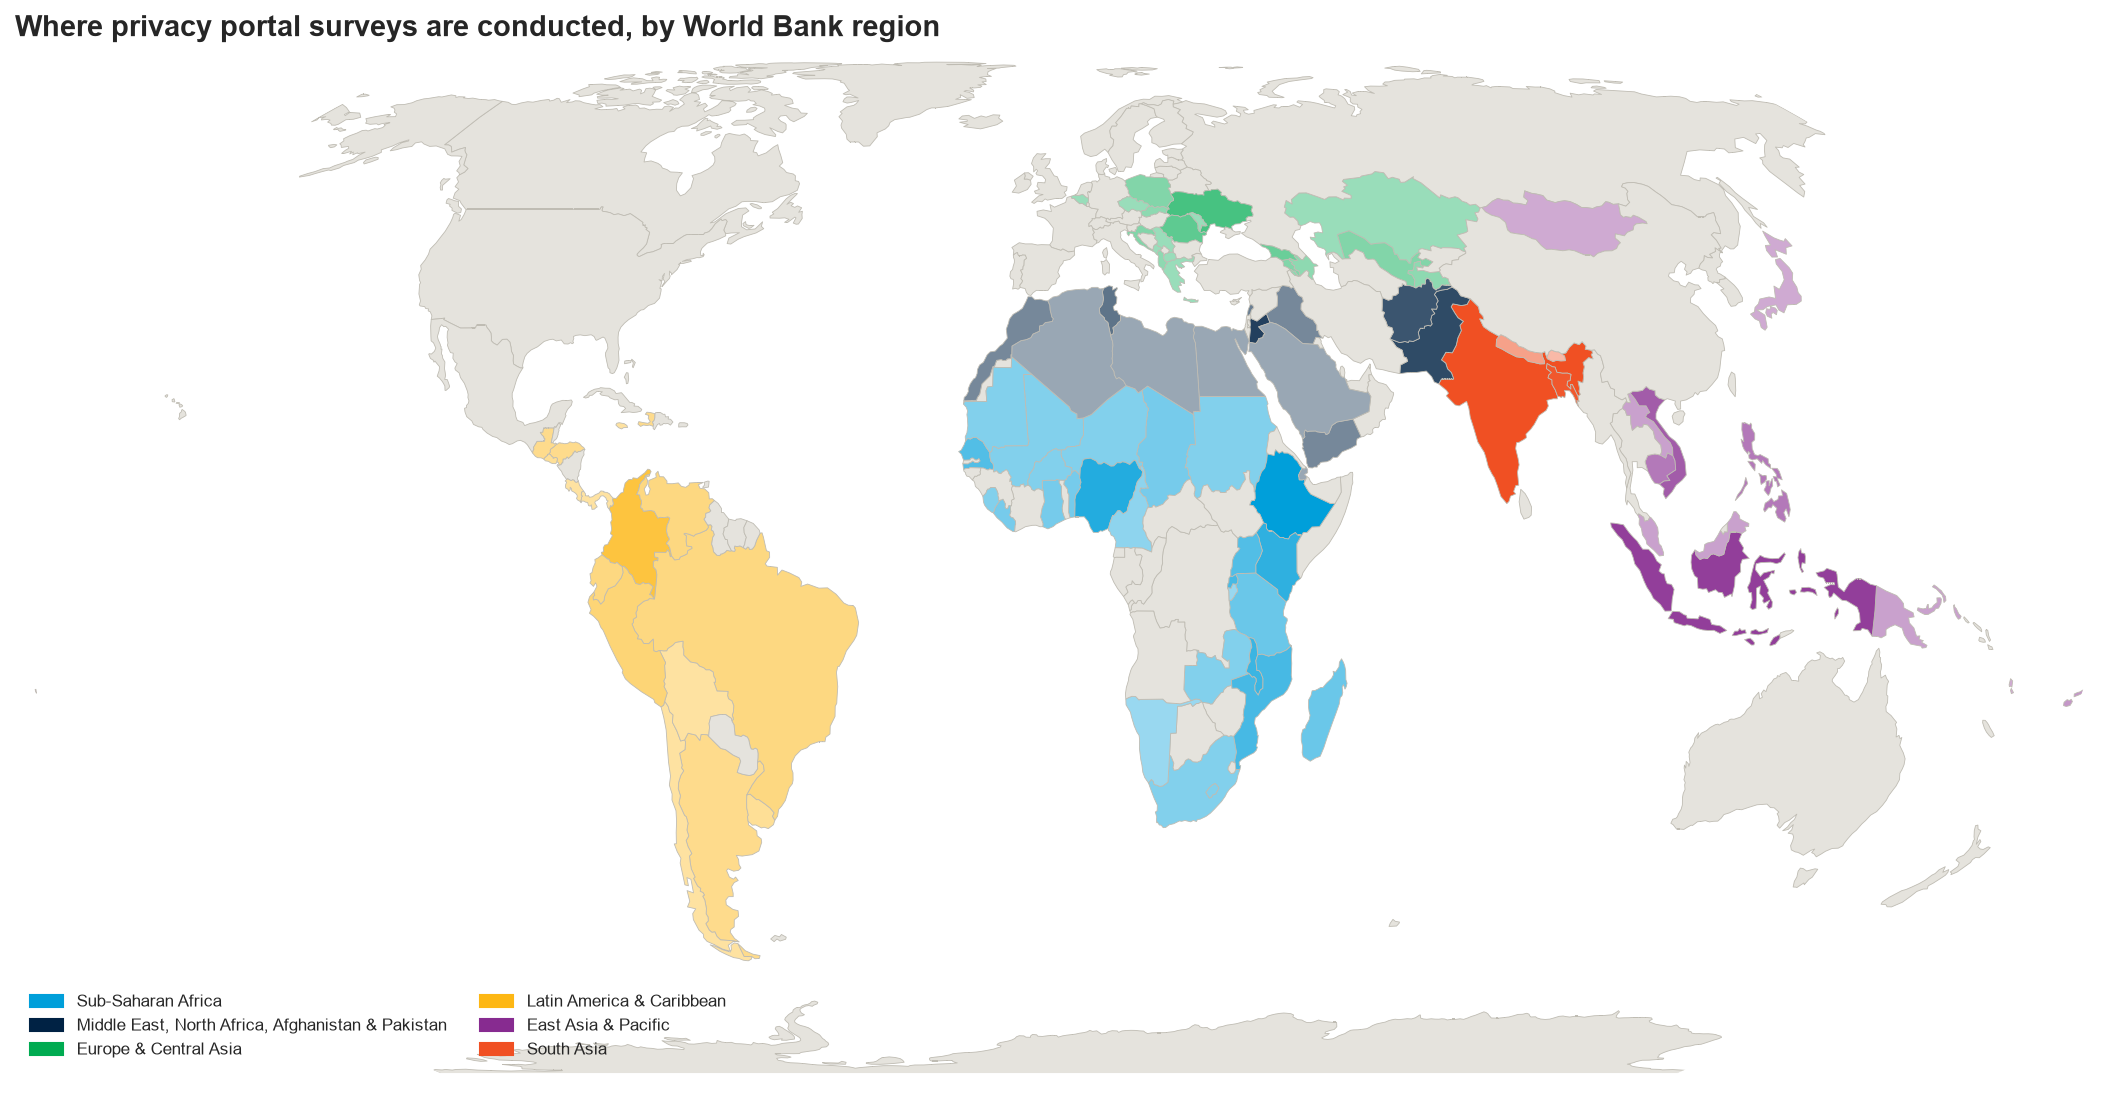 Where privacy portal surveys are conducted, by World Bank region
Sub-Saharan Africa
Middle East, North Africa, Afghanistan & Pakistan
Europe & Central Asia
Latin America & Caribbean
East Asia & Pacific
South Asia